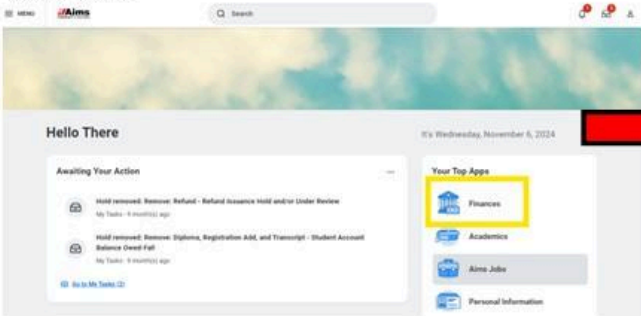 MENU
Aims
Search
Hello There
It's Wednesday, November 6, 2024
Awaiting Your Action
Hold removed: Remove: Refund - Refund Issuance Hold and/or Under Review
My Tasks - 9 month(s) ago
Hold removed: Remove: Diploma, Registration Add, and Transcript - Student Account
Balance Owed-Fall
My Tasks - 9 month(s) ago
Go to My Tasks (2)
Your Top Apps
Finances
Academics
Aims Jobs
Personal Information